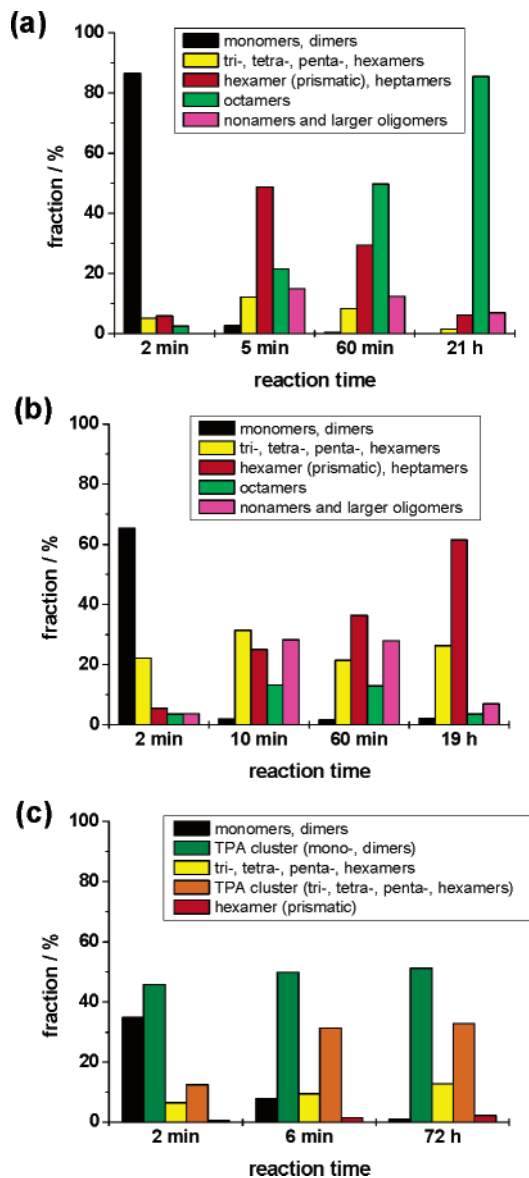 (a)
100
80
60
40
20
0
fraction / %
monomers, dimers
tri-, tetra-, penta-, hexamers
hexamer (prismatic), heptamers
octamers
nonamers and larger oligomers
2 min 5 min 60 min 21 h
reaction time
(b)
100
80
60
40
20
0
fraction / %
monomers, dimers
tri-, tetra-, penta-, hexamers
hexamer (prismatic), heptamers
octamers
nonamers and larger oligomers
2 min 10 min 60 min 19 h
reaction time
(c)
100
80
60
40
20
0
fraction / %
monomers, dimers
TPA cluster (mono-, dimers)
tri-, tetra-, penta-, hexamers
TPA cluster (tri-, tetra-, penta-, hexamers)
hexamer (prismatic)
2 min 6 min 72 h
reaction time